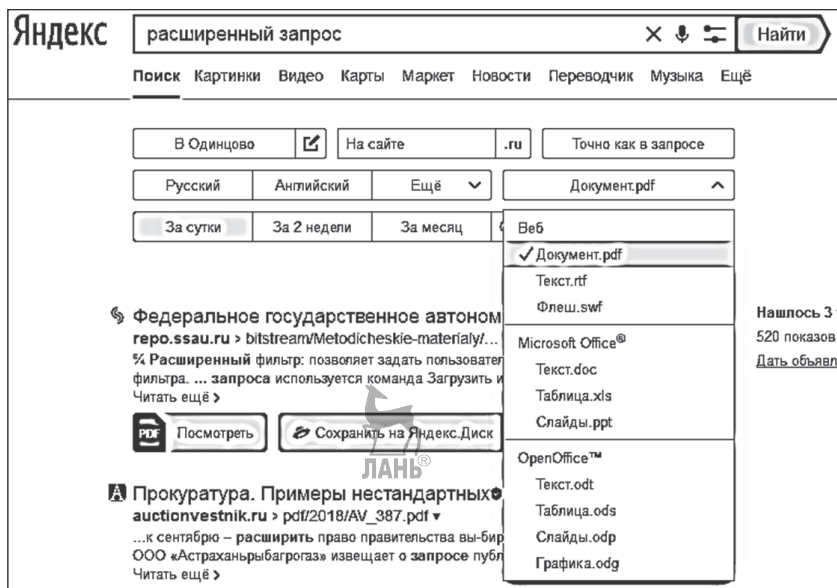 Яндекс расширенный запрос Найти
Поиск Картинки Видео Карты Маркет Новости Переводчик Музыка Ещё
В Одинцово На сайте .ru Точно как в запросе
Русский Английский Ещё Документ.pdf
За сутки За 2 недели За месяц
Веб
✓ Документ.pdf
Текст.rtf
Флеш.swf
Microsoft Office®
Текст.doc
Таблица.xls
Слайды.ppt
OpenOffice™
Текст.odt
Таблица.ods
Слайды.odp
Графика.odg
Федеральное государственное автоном
repo.ssau.ru › bitstream/Metodicheskie-materialy/...
¾ Расширенный фильтр: позволяет задать пользовател
фильтра. ... запроса используется команда Загрузить и
Читать ещё ›
PDF Посмотреть Сохранить на Яндекс.Диск
ЛАНЬ®
А Прокуратура. Примеры нестандартных
auctionvestnik.ru › pdf/2018/AV_387.pdf ▾
...к сентябрю – расширить право правительства вы-бир
ООО «Астраханьрыбагрогаз» извещает о запросе публ
Читать ещё ›
Нашлось 3
520 показов
Дать объявл